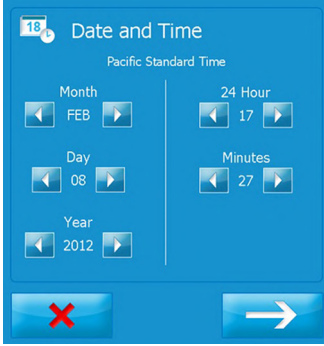 18
Date and Time
Pacific Standard Time
Month
FEB
Day
08
Year
2012
24 Hour
17
Minutes
27